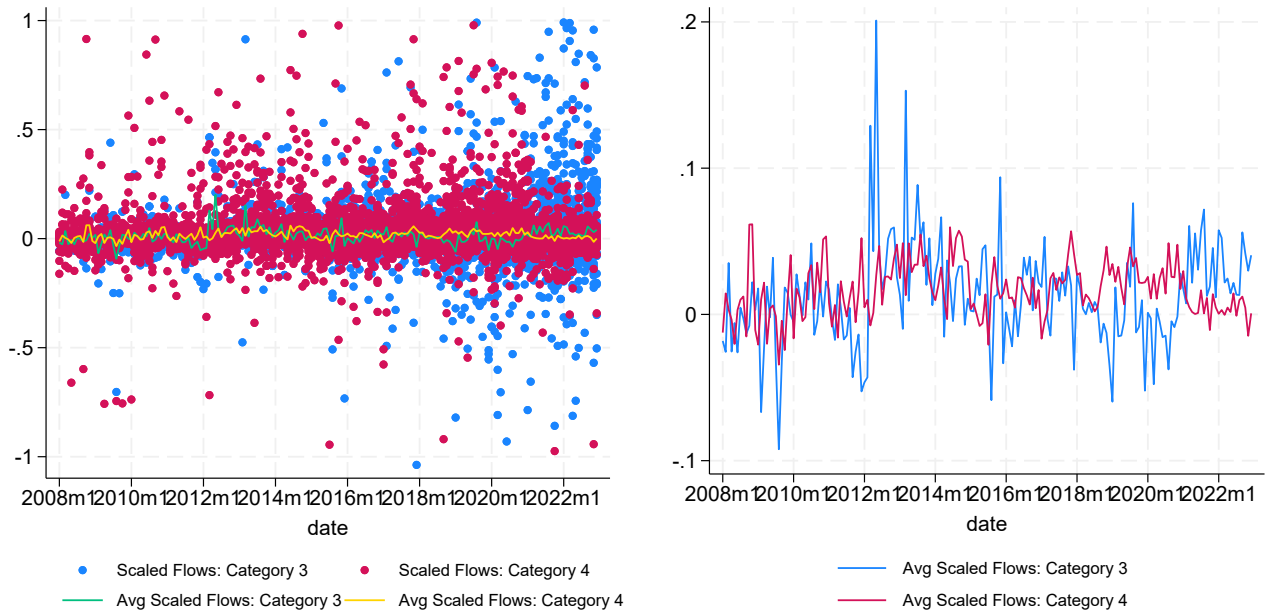 1
.5
0
-.5
-1
2008m1 2010m1 2012m1 2014m1 2016m1 2018m1 2020m1 2022m1
date
Scaled Flows: Category 3
Scaled Flows: Category 4
Avg Scaled Flows: Category 3
Avg Scaled Flows: Category 4
.2
.1
0
-.1
2008m1 2010m1 2012m1 2014m1 2016m1 2018m1 2020m1 2022m1
date
Avg Scaled Flows: Category 3
Avg Scaled Flows: Category 4